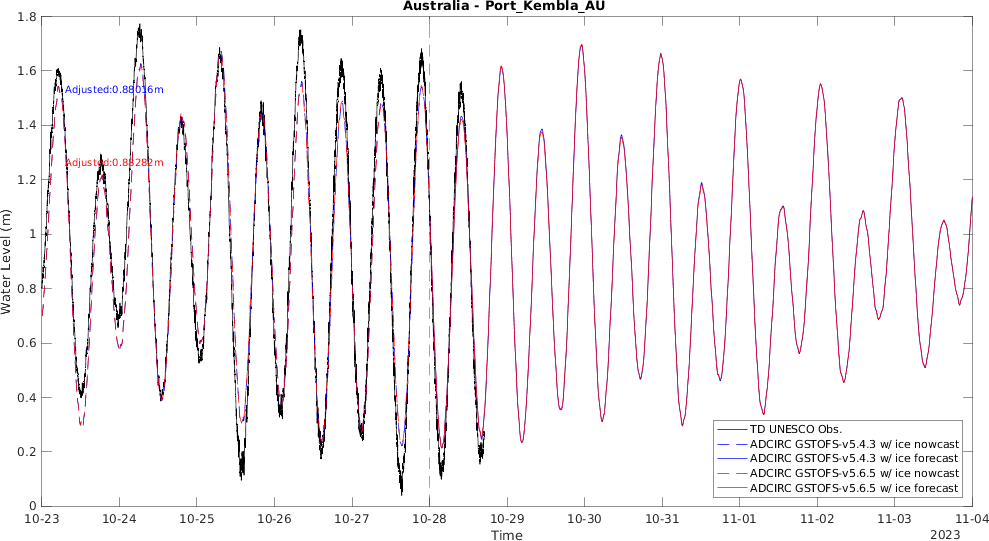 Australia - Port_Kembla_AU
Water Level (m)
1.8
1.6
1.4
1.2
1
0.8
0.6
0.4
0.2
0
Adjusted:0.88016m
Adjusted:0.88282m
TD UNESCO Obs.
ADCIRC GSTOFS-v5.4.3 w/ ice nowcast
ADCIRC GSTOFS-v5.4.3 w/ ice forecast
ADCIRC GSTOFS-v5.6.5 w/ ice nowcast
ADCIRC GSTOFS-v5.6.5 w/ ice forecast
10-23 10-24 10-25 10-26 10-27 10-28 10-29 10-30 10-31 11-01 11-02 11-03 11-04
Time
2023